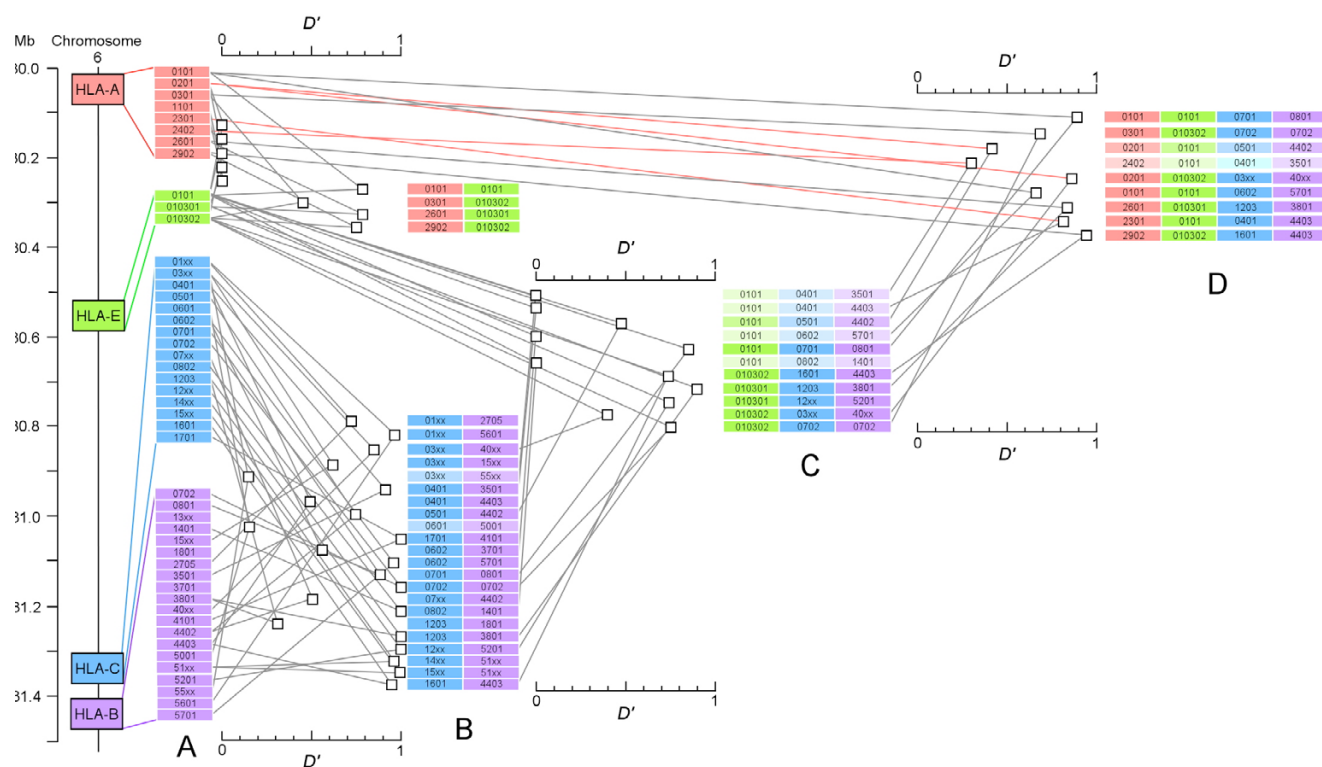 D'
Mb Chromosome
6
0 1
30.0
30.2
30.4
30.6
30.8
31.0
31.2
31.4
HLA-A
HLA-E
HLA-C
HLA-B
0101
0201
0301
1101
2301
2402
2601
2902
0101
010301
010302
01xx
03xx
0401
0501
0601
0602
0701
0702
07xx
0802
1203
12xx
14xx
15xx
1601
1701
0702
0801
13xx
1401
15xx
1801
2705
3501
3701
3801
40xx
4101
4402
4403
5001
51xx
5201
55xx
5601
5701
A
0 1
D'
0101 0101
0301 010302
2601 010301
2902 010302
01xx 2705
01xx 5601
03xx 40xx
03xx 15xx
03xx 55xx
0401 3501
0401 4403
0501 4402
0601 5001
1701 4101
0602 3701
0602 5701
0701 0801
0702 0702
07xx 4402
0802 1401
1203 1801
1203 3801
12xx 5201
14xx 51xx
15xx 51xx
1601 4403
B
D'
0 1
0 1
D'
0101 0401 3501
0101 0401 4403
0101 0501 4402
0101 0602 5701
0101 0701 0801
0101 0802 1401
010302 1601 4403
010301 1203 3801
010301 12xx 5201
010302 03xx 40xx
010302 0702 0702
C
D'
0 1
0 1
D'
0101 0101 0701 0801
0301 010302 0702 0702
0201 0101 0501 4402
2402 0101 0401 3501
0201 010302 03xx 40xx
0101 0101 0602 5701
2601 010301 1203 3801
2301 0101 0401 4403
2902 010302 1601 4403
D